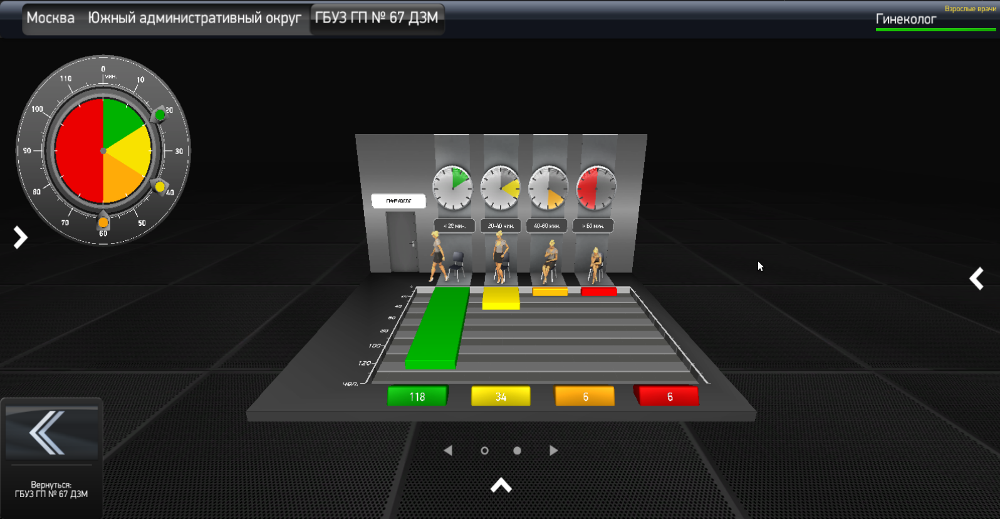 Взрослые врачи
Москва Южный административный округ ГБУЗ ГП № 67 ДЗМ
Гинеколог
0
мин.
110 10
100 20
90 30
80 40
70 50
60
ГИНЕКОЛОГ
< 20 мин. 20-40 мин. 40-60 мин. > 60 мин.
0
20
40
60
80
100
120
чел.
118 34 6 6
Вернуться:
ГБУЗ ГП № 67 ДЗМ